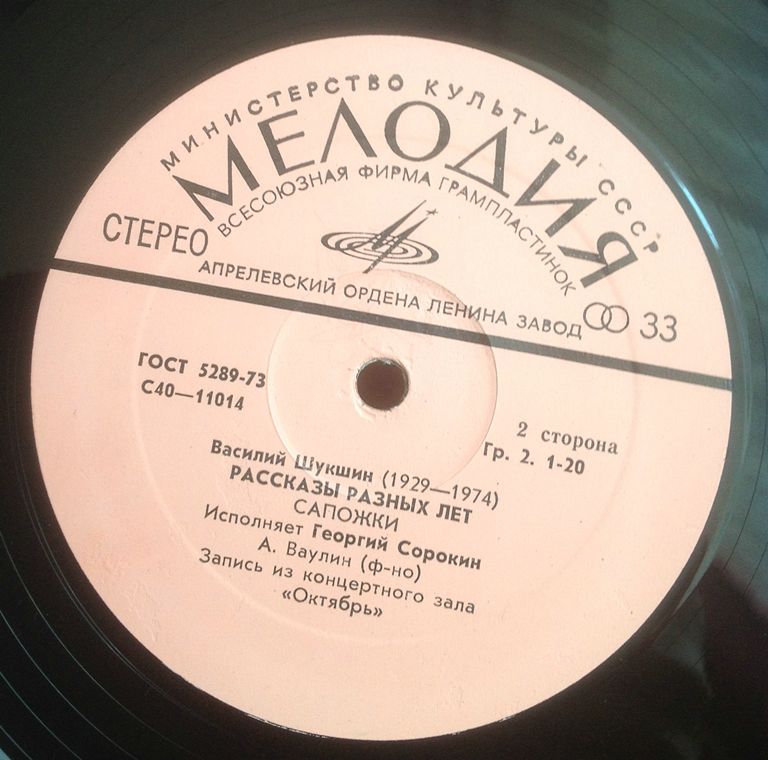 МИНИСТЕРСТВО КУЛЬТУРЫ СССР
МЕЛОДИЯ
ВСЕСОЮЗНАЯ ФИРМА ГРАМПЛАСТИНОК
СТЕРЕО
АПРЕЛЕВСКИЙ ОРДЕНА ЛЕНИНА ЗАВОД
33
ГОСТ 5289-73
С40—11014
2 сторона
Гр. 2. 1-20
Василий Шукшин (1929—1974)
РАССКАЗЫ РАЗНЫХ ЛЕТ
САПОЖКИ
Исполняет Георгий Сорокин
А. Ваулин (ф-но)
Запись из концертного зала
«Октябрь»